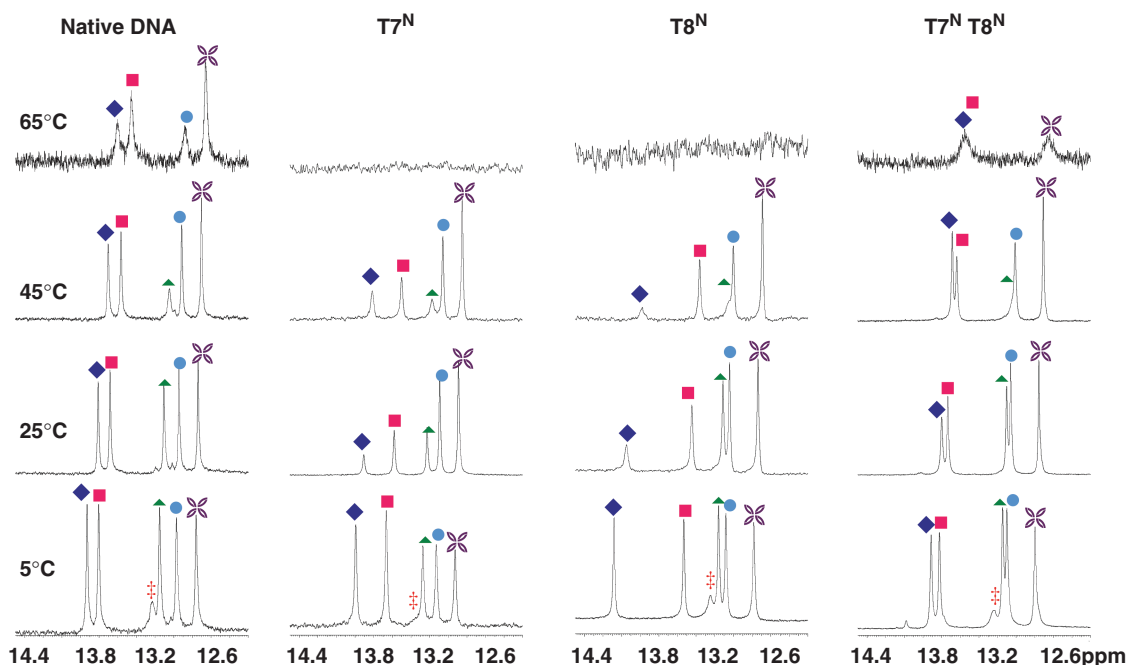 Native DNA T7ᴺ T8ᴺ T7ᴺ T8ᴺ
65°C
45°C
25°C
5°C
‡ ‡ ‡ ‡
14.4 13.8 13.2 12.6 14.4 13.8 13.2 12.6 14.4 13.8 13.2 12.6 14.4 13.8 13.2 12.6ppm